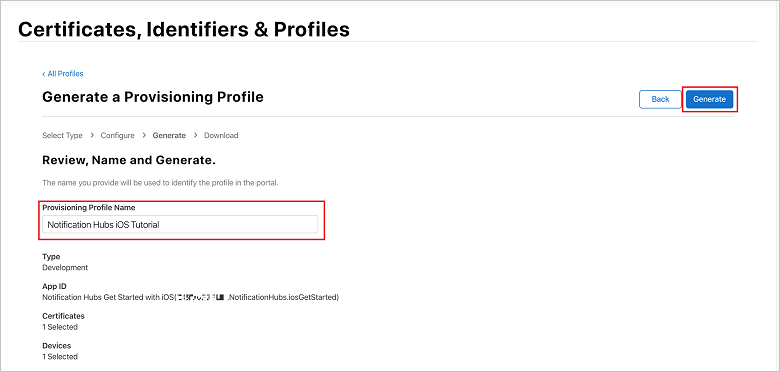 Certificates, Identifiers & Profiles
‹ All Profiles
Generate a Provisioning Profile
Back
Generate
Select Type > Configure > Generate > Download
Review, Name and Generate.
The name you provide will be used to identify the profile in the portal.
Provisioning Profile Name
Notification Hubs iOS Tutorial
Type
Development
App ID
Notification Hubs Get Started with iOS( .NotificationHubs.iosGetStarted)
Certificates
1 Selected
Devices
1 Selected